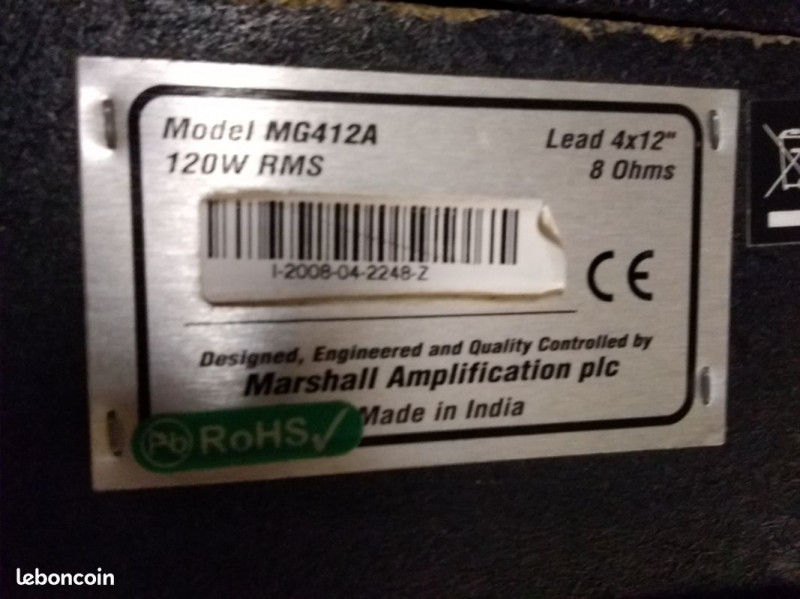 Model MG412A
Lead 4x12"
120W RMS
8 Ohms
I-2008-04-2248-Z
CE
Designed, Engineered and Quality Controlled by
Marshall Amplification plc
Made in India
Pb RoHS✓
leboncoin